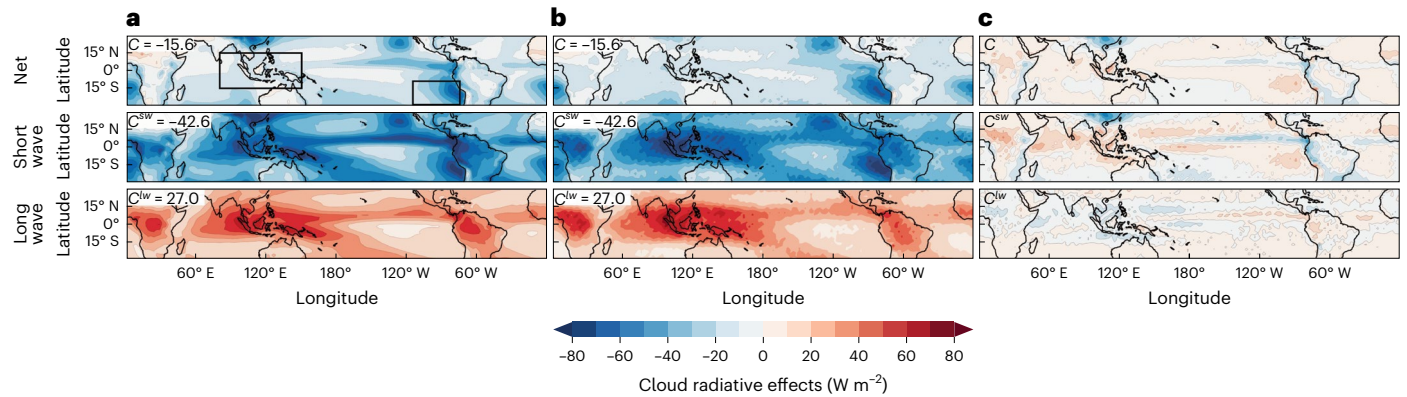 a
b
c
Net
Latitude
15° N
0°
15° S
C = −15.6
C = −15.6
C
Short
wave
Latitude
15° N
0°
15° S
C^sw = −42.6
C^sw = −42.6
C^sw
Long
wave
Latitude
15° N
0°
15° S
C^lw = 27.0
C^lw = 27.0
C^lw
60° E 120° E 180° 120° W 60° W
60° E 120° E 180° 120° W 60° W
60° E 120° E 180° 120° W 60° W
Longitude
Longitude
Longitude
−80 −60 −40 −20 0 20 40 60 80
Cloud radiative effects (W m⁻²)